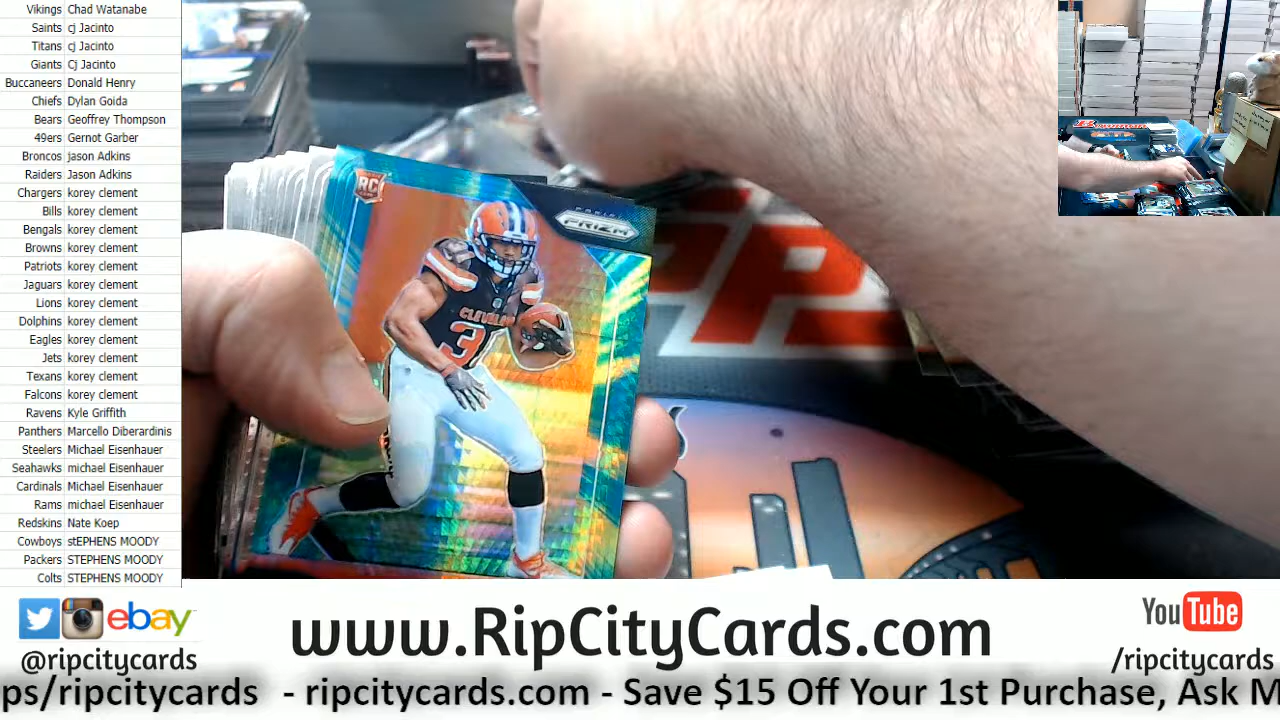 Vikings Chad Watanabe
Saints cj Jacinto
Titans cj Jacinto
Giants Cj Jacinto
Buccaneers Donald Henry
Chiefs Dylan Goida
Bears Geoffrey Thompson
49ers Gernot Garber
Broncos jason Adkins
Raiders Jason Adkins
Chargers korey clement
Bills korey clement
Bengals korey clement
Browns korey clement
Patriots korey clement
Jaguars korey clement
Lions korey clement
Dolphins korey clement
Eagles korey clement
Jets korey clement
Texans korey clement
Falcons korey clement
Ravens Kyle Griffith
Panthers Marcello Diberardinis
Steelers Michael Eisenhauer
Seahawks michael Eisenhauer
Cardinals Michael Eisenhauer
Rams michael Eisenhauer
Redskins Nate Koep
Cowboys stEPHENS MOODY
Packers STEPHENS MOODY
Colts STEPHENS MOODY
RC
PANINI
PRIZM
CLEVELAND
3
ebay
@ripcitycards
www.RipCityCards.com
YouTube
/ripcitycards
ps/ripcitycards - ripcitycards.com - Save $15 Off Your 1st Purchase, Ask M